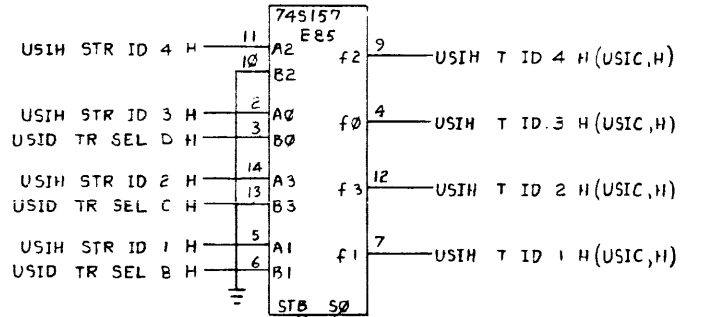 74S157
E85
USIH STR ID 4 H 11 A2
10 B2
f2 9 USIH T ID 4 H (USIC,H)
USIH STR ID 3 H 2 A0
USID TR SEL D H 3 B0
f0 4 USIH T ID.3 H (USIC,H)
USIH STR ID 2 H 14 A3
USID TR SEL C H 13 B3
f3 12 USIH T ID 2 H (USIC,H)
USIH STR ID 1 H 5 A1
USID TR SEL B H 6 B1
f1 7 USIH T ID 1 H (USIC,H)
STB S0